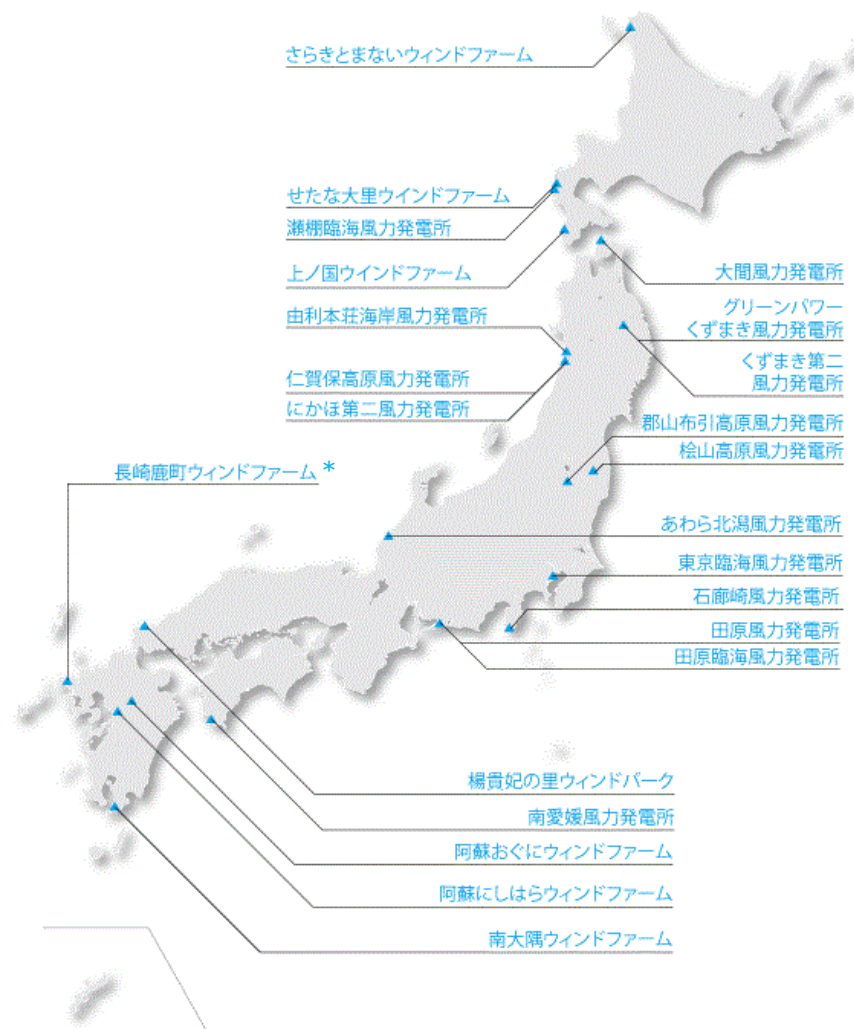 さらきとまないウィンドファーム
せたな大里ウインドファーム
瀬棚臨海風力発電所
上ノ国ウインドファーム
大間風力発電所
グリーンパワー
くずまき風力発電所
由利本荘海岸風力発電所
くずまき第二
風力発電所
仁賀保高原風力発電所
にかほ第二風力発電所
郡山布引高原風力発電所
桧山高原風力発電所
長崎鹿町ウィンドファーム*
あわら北潟風力発電所
東京臨海風力発電所
石廊崎風力発電所
田原風力発電所
田原臨海風力発電所
楊貴妃の里ウィンドパーク
南愛媛風力発電所
阿蘇おぐにウィンドファーム
阿蘇にしはらウィンドファーム
南大隅ウィンドファーム